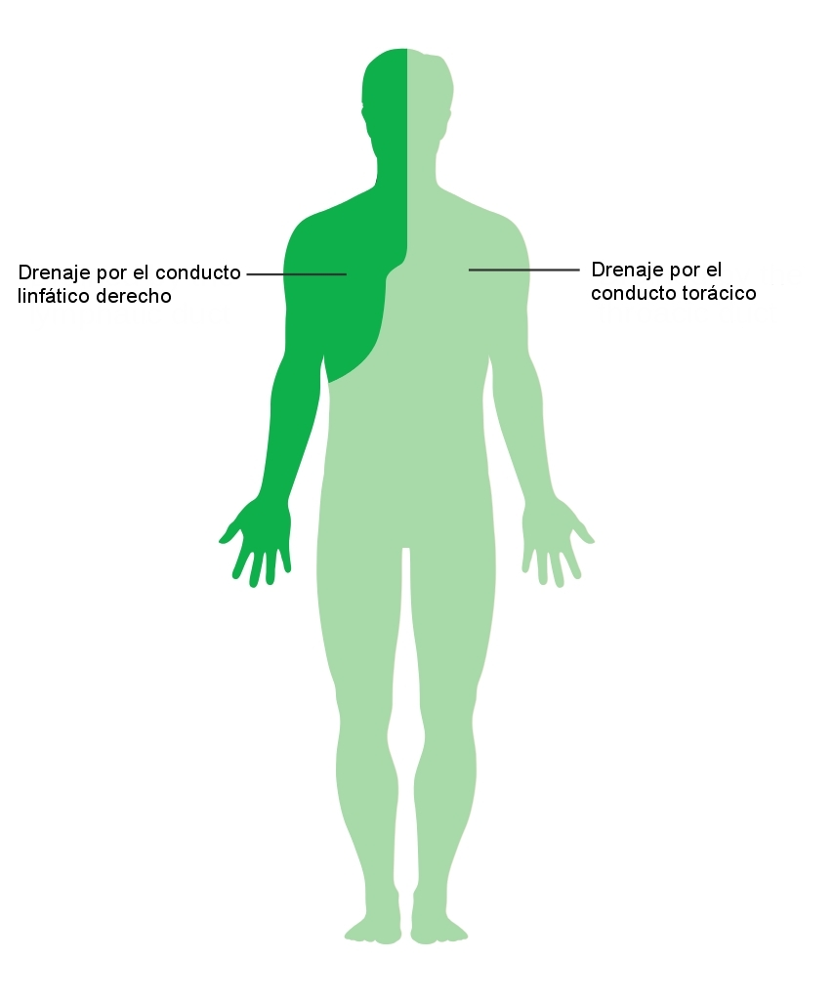 Drenaje por el conducto
linfático derecho
Drenaje por el
conducto torácico